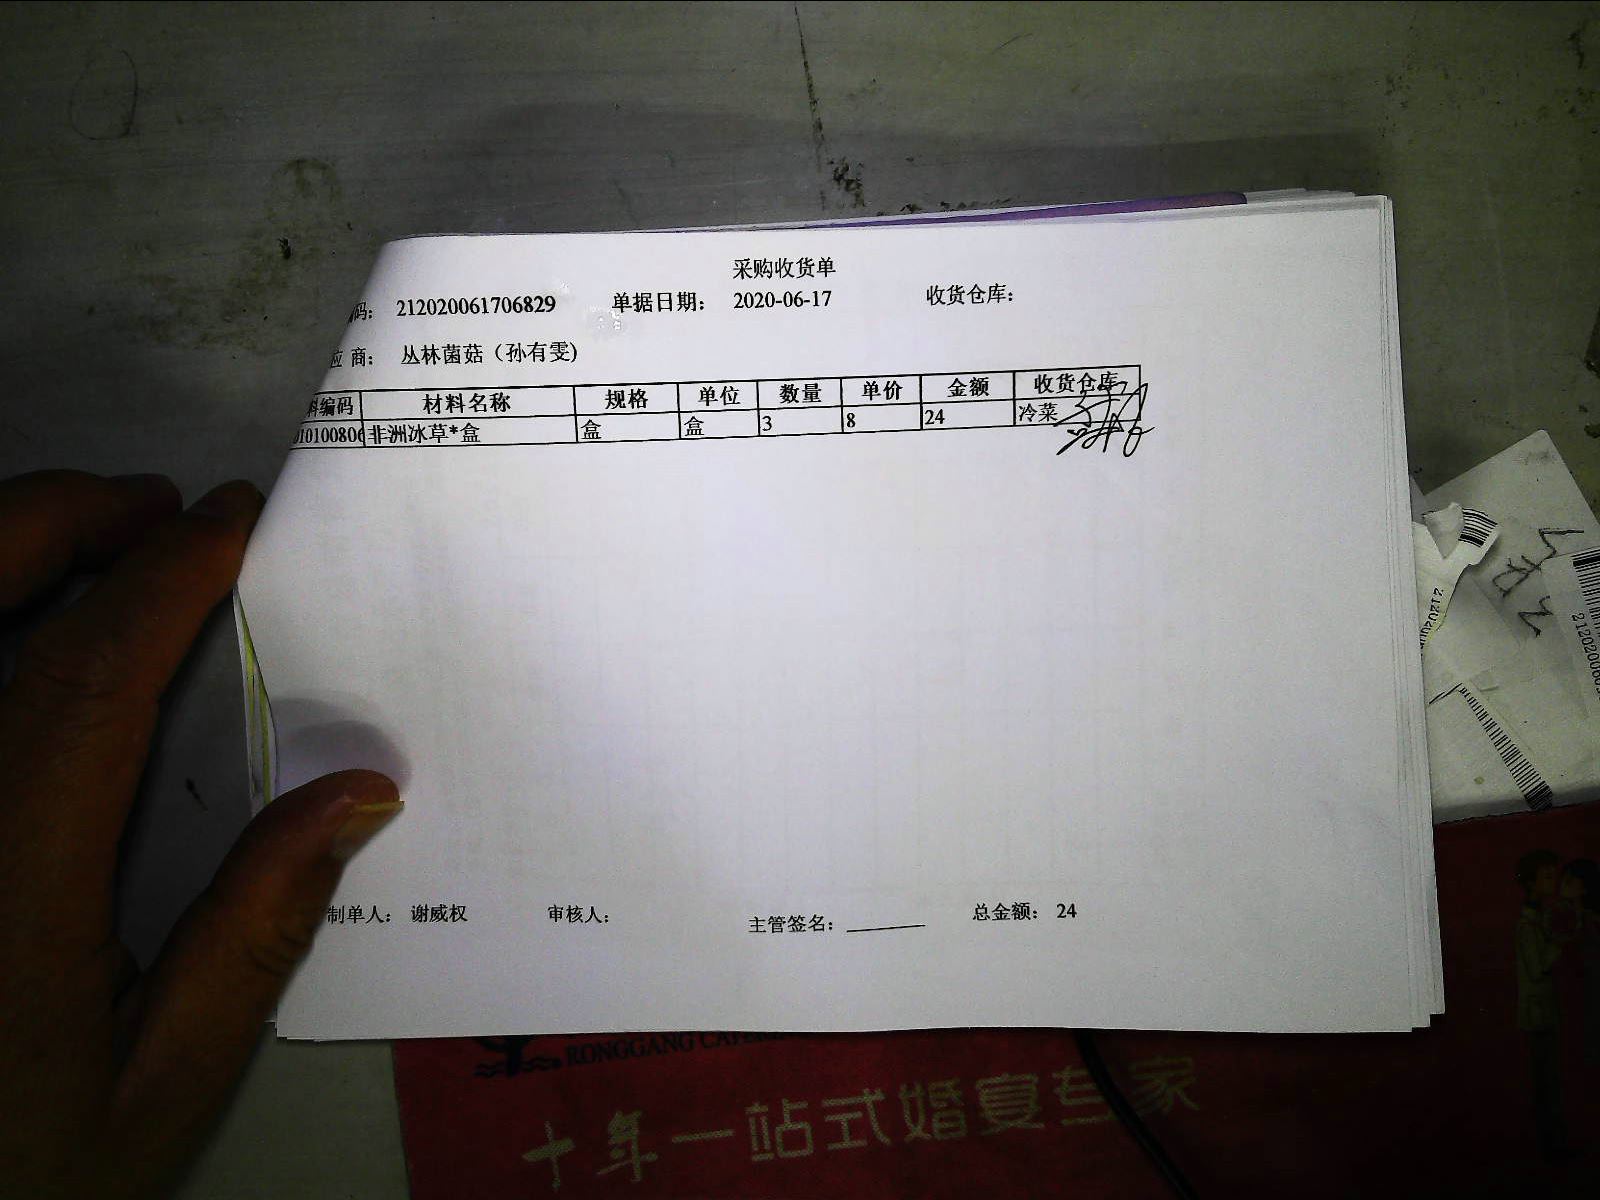 采购收货单
码: 212020061706829 单据日期: 2020-06-17 收货仓库:
应 商: 丛林菌菇（孙有雯)
料编码 材料名称 规格 单位 数量 单价 金额 收货仓库
010100806 非洲冰草*盒 盒 盒 3 8 24 冷菜
制单人: 谢威权 审核人: 主管签名: 总金额: 24
RONGGANG
十年一站式婚宴专家